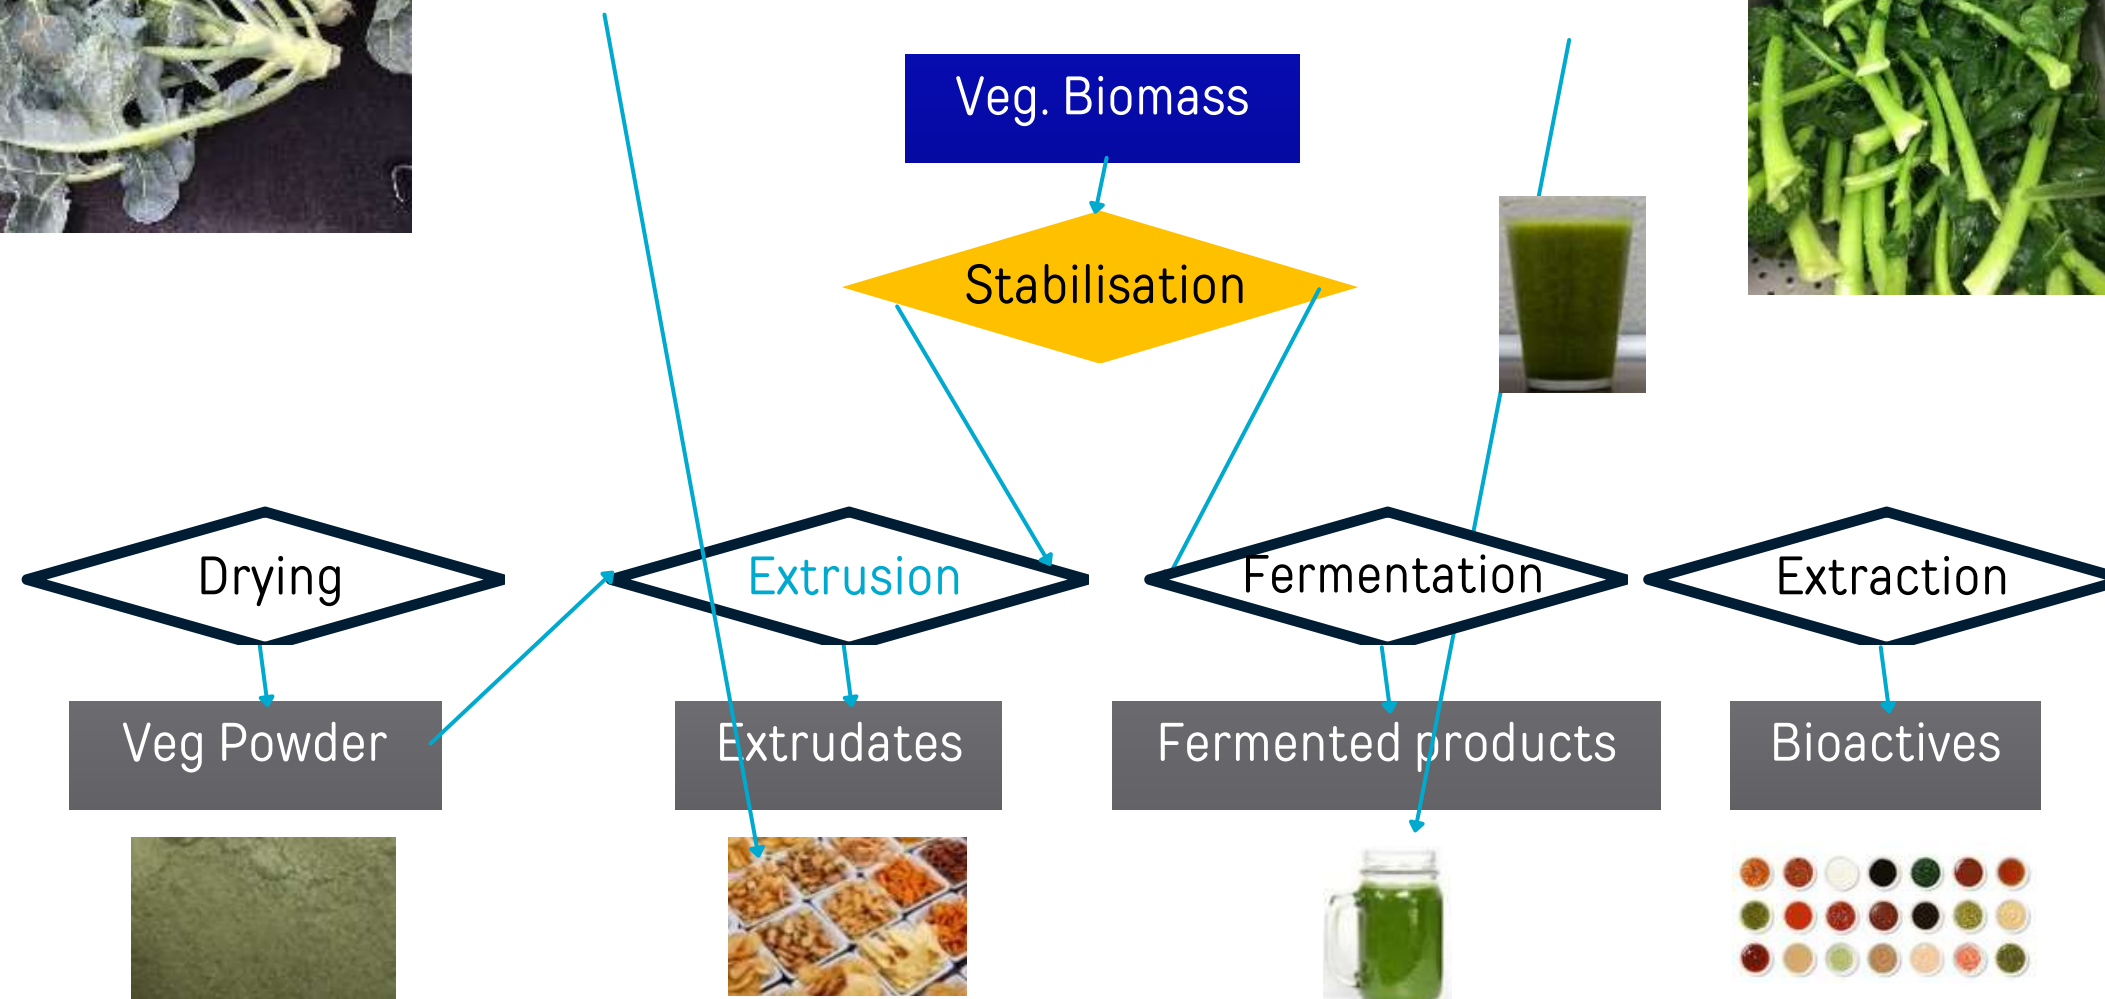 Veg. Biomass
Stabilisation
Drying
Extrusion
Fermentation
Extraction
Veg Powder
Extrudates
Fermented products
Bioactives